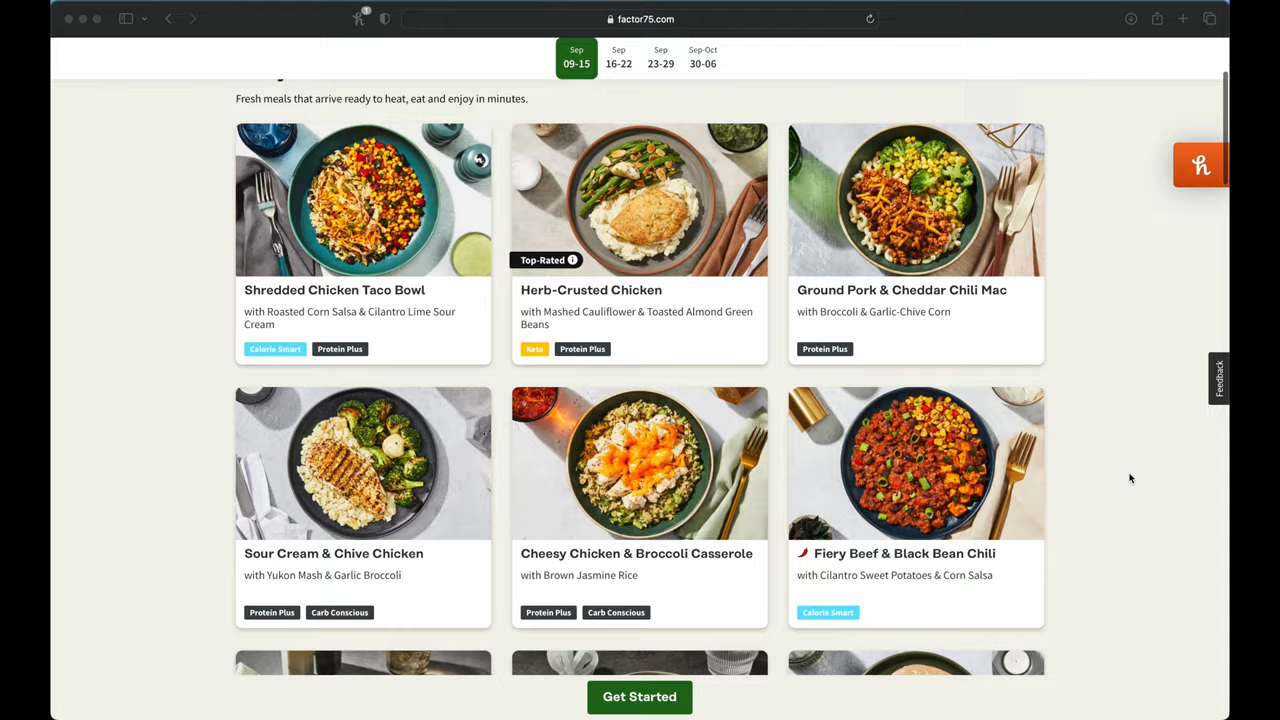 1
factor75.com
Sep
09-15
Sep
16-22
Sep
23-29
Sep-Oct
30-06
Fresh meals that arrive ready to heat, eat and enjoy in minutes.
Top-Rated
Shredded Chicken Taco Bowl
with Roasted Corn Salsa & Cilantro Lime Sour
Cream
Calorie Smart Protein Plus
Herb-Crusted Chicken
with Mashed Cauliflower & Toasted Almond Green
Beans
Keto Protein Plus
Ground Pork & Cheddar Chili Mac
with Broccoli & Garlic-Chive Corn
Protein Plus
Feedback
Sour Cream & Chive Chicken
with Yukon Mash & Garlic Broccoli
Protein Plus Carb Conscious
Cheesy Chicken & Broccoli Casserole
with Brown Jasmine Rice
Protein Plus Carb Conscious
Fiery Beef & Black Bean Chili
with Cilantro Sweet Potatoes & Corn Salsa
Calorie Smart
Get Started